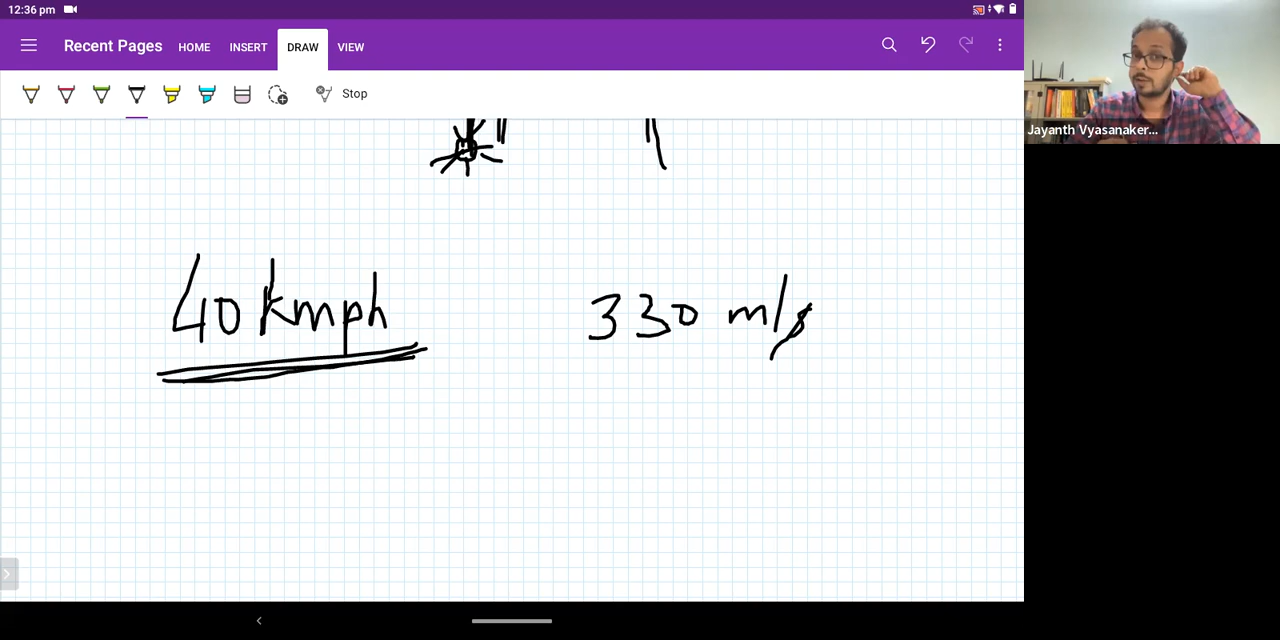 12:36 pm
Recent Pages HOME INSERT DRAW VIEW
Stop
Jayanth Vyasanaker...
40 kmph 330 m/s